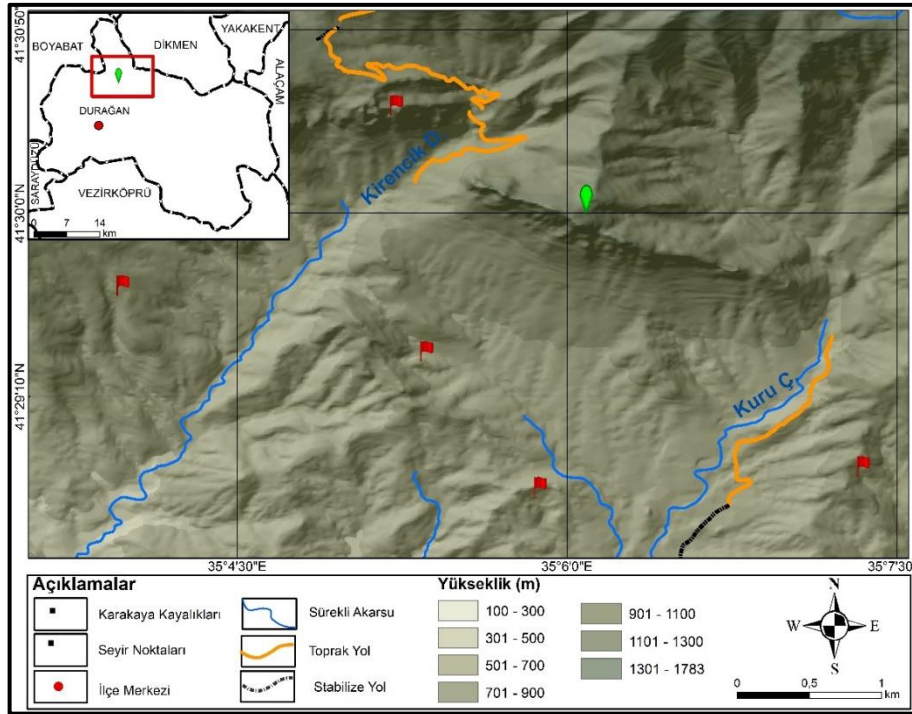 41°30'50"
41°30'0"N
41°29'10"N
BOYABAT
DİKMEN
YAKAKENT
ALAÇAM
DURAĞAN
SARAYDÜZÜ
VEZİRKÖPRÜ
0 7 14
km
Kirencik D.
Kuru Ç.
35°4'30"E
35°6'0"E
35°7'30"E
Açıklamalar
Karakaya Kayalıkları
Seyir Noktaları
İlçe Merkezi
Sürekli Akarsu
Toprak Yol
Stabilize Yol
Yükseklik (m)
100 - 300
301 - 500
501 - 700
701 - 900
901 - 1100
1101 - 1300
1301 - 1783
N
W E
S
0 0,5 1
km